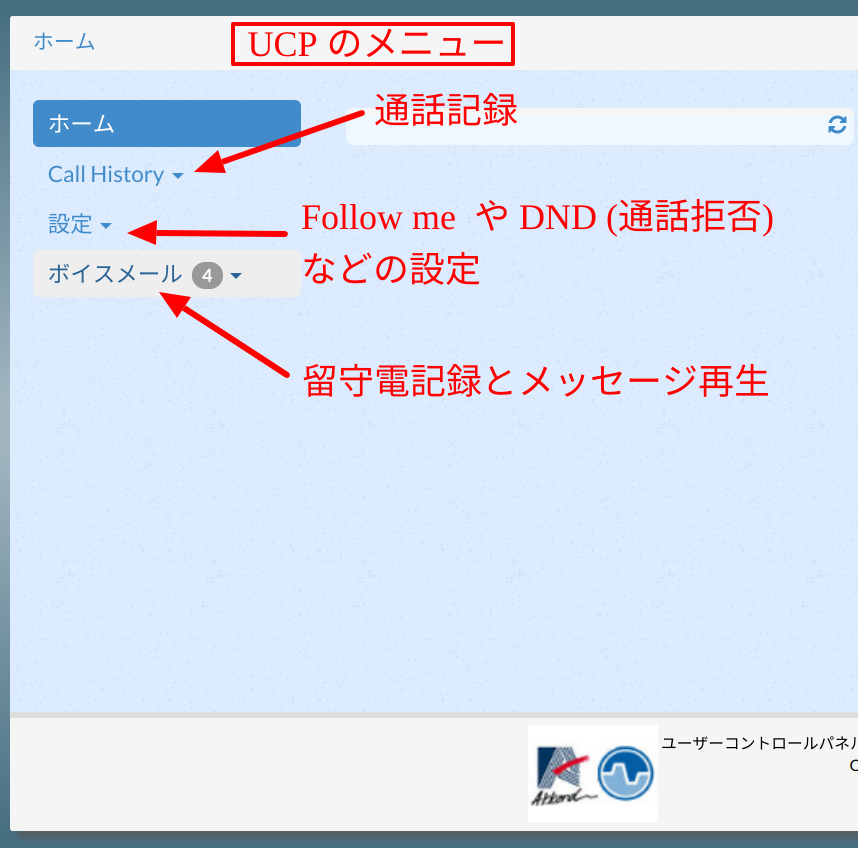 ホーム
UCP のメニュー
ホーム
通話記録
Call History
設定
Follow me や DND (通話拒否)
などの設定
ボイスメール 4
留守電記録とメッセージ再生
Akkord
ユーザーコントロールパネル